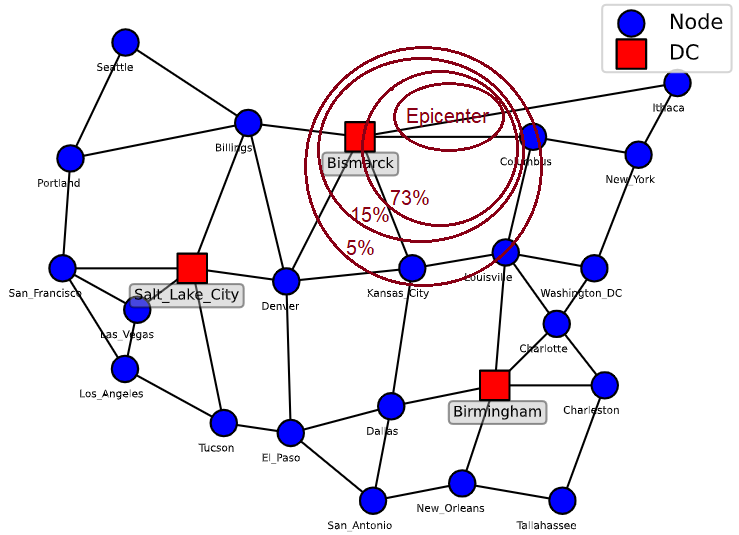 Node
DC
Seattle
Ithaca
Epicenter
Billings
Bismarck
Columbus
Portland
New_York
73%
15%
5%
San_Francisco
Salt_Lake_City
Denver
Kansas_City
Louisville
Washington_DC
Las_Vegas
Charlotte
Los_Angeles
Birmingham
Charleston
Tucson
El_Paso
Dallas
San_Antonio
New_Orleans
Tallahassee